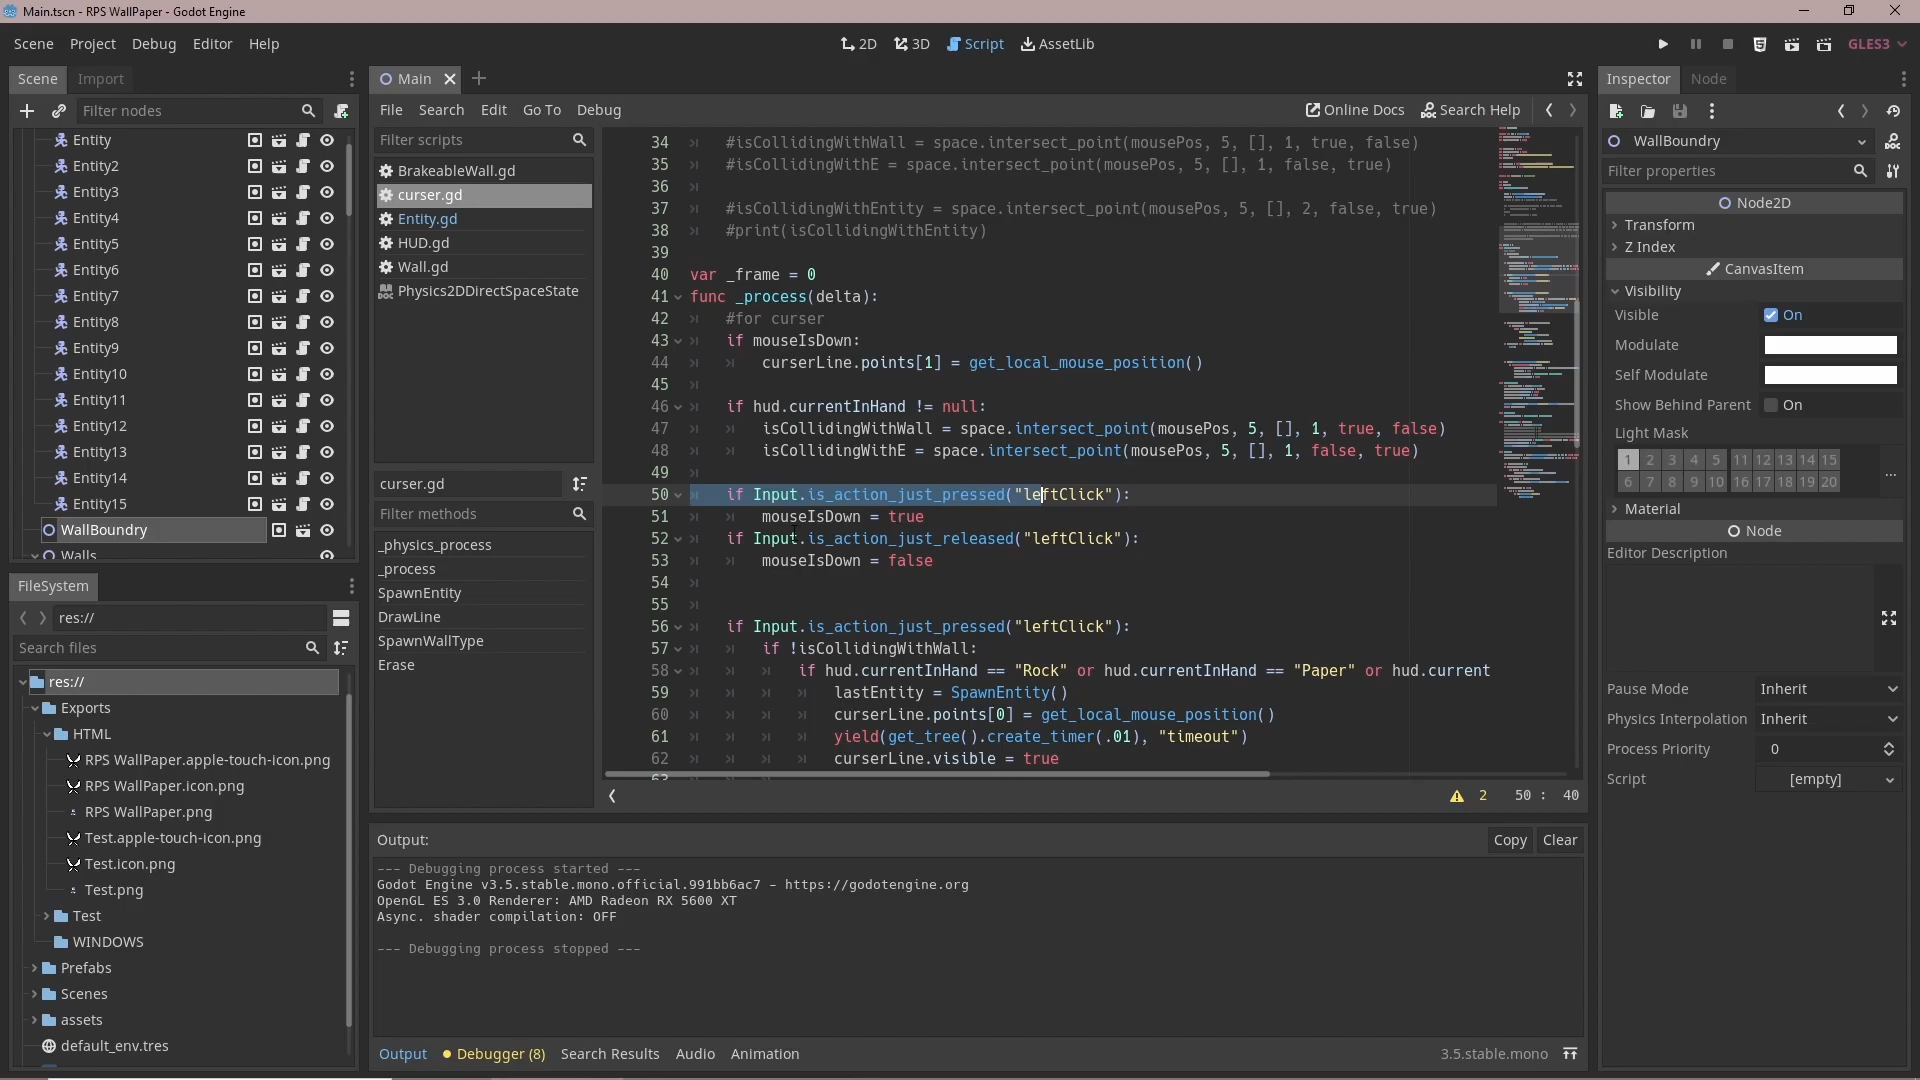 Main.tscn - RPS WallPaper - Godot Engine
Scene Project Debug Editor Help
2D 3D Script AssetLib
GLES3
Scene Import
Filter nodes
Entity
Entity2
Entity3
Entity4
Entity5
Entity6
Entity7
Entity8
Entity9
Entity10
Entity11
Entity12
Entity13
Entity14
Entity15
WallBoundry
Walls
FileSystem
res://
Search files
res://
Exports
HTML
RPS WallPaper.apple-touch-icon.png
RPS WallPaper.icon.png
RPS WallPaper.png
Test.apple-touch-icon.png
Test.icon.png
Test.png
Test
WINDOWS
Prefabs
Scenes
assets
default_env.tres
Main
File Search Edit Go To Debug
Online Docs Search Help
Filter scripts
BrakeableWall.gd
curser.gd
Entity.gd
HUD.gd
Wall.gd
Physics2DDirectSpaceState
curser.gd
Filter methods
_physics_process
_process
SpawnEntity
DrawLine
SpawnWallType
Erase
34 #isCollidingWithWall = space.intersect_point(mousePos, 5, [], 1, true, false)
35 #isCollidingWithE = space.intersect_point(mousePos, 5, [], 1, false, true)
36
37 #isCollidingWithEntity = space.intersect_point(mousePos, 5, [], 2, false, true)
38 #print(isCollidingWithEntity)
39
40 var _frame = 0
41 func _process(delta):
42 #for curser
43 if mouseIsDown:
44 curserLine.points[1] = get_local_mouse_position()
45
46 if hud.currentInHand != null:
47 isCollidingWithWall = space.intersect_point(mousePos, 5, [], 1, true, false)
48 isCollidingWithE = space.intersect_point(mousePos, 5, [], 1, false, true)
49
50 if Input.is_action_just_pressed("leftClick"):
51 mouseIsDown = true
52 if Input.is_action_just_released("leftClick"):
53 mouseIsDown = false
54
55
56 if Input.is_action_just_pressed("leftClick"):
57 if !isCollidingWithWall:
58 if hud.currentInHand == "Rock" or hud.currentInHand == "Paper" or hud.current
59 lastEntity = SpawnEntity()
60 curserLine.points[0] = get_local_mouse_position()
61 yield(get_tree().create_timer(.01), "timeout")
62 curserLine.visible = true
63
2 50 : 40
Output:
Copy Clear
--- Debugging process started ---
Godot Engine v3.5.stable.mono.official.991bb6ac7 - https://godotengine.org
OpenGL ES 3.0 Renderer: AMD Radeon RX 5600 XT
Async. shader compilation: OFF
--- Debugging process stopped ---
Output Debugger (8) Search Results Audio Animation
3.5.stable.mono
Inspector Node
WallBoundry
Filter properties
Node2D
Transform
Z Index
CanvasItem
Visibility
Visible On
Modulate
Self Modulate
Show Behind Parent On
Light Mask
1 2 3 4 5 11 12 13 14 15
6 7 8 9 10 16 17 18 19 20
...
Material
Node
Editor Description
Pause Mode Inherit
Physics Interpolation Inherit
Process Priority 0
Script [empty]